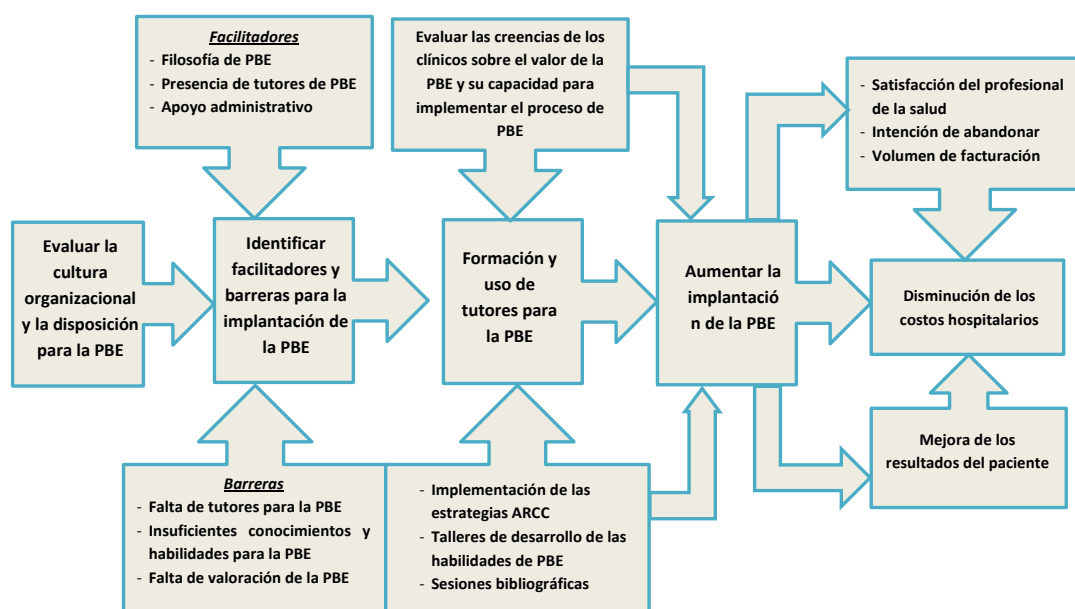 Facilitadores
- Filosofía de PBE
- Presencia de tutores de PBE
- Apoyo administrativo
Evaluar las creencias de los
clínicos sobre el valor de la
PBE y su capacidad para
implementar el proceso de
PBE
- Satisfacción del profesional
de la salud
- Intención de abandonar
- Volumen de facturación
Evaluar la
cultura
organizacional
y la disposición
para la PBE
Identificar
facilitadores y
barreras para la
implantación de
la PBE
Formación y
uso de
tutores para
la PBE
Aumentar la
implantació
n de la PBE
Disminución de los
costos hospitalarios
Barreras
- Falta de tutores para la PBE
- Insuficientes conocimientos y
habilidades para la PBE
- Falta de valoración de la PBE
- Implementación de las
estrategias ARCC
- Talleres de desarrollo de las
habilidades de PBE
- Sesiones bibliográficas
Mejora de los
resultados del paciente